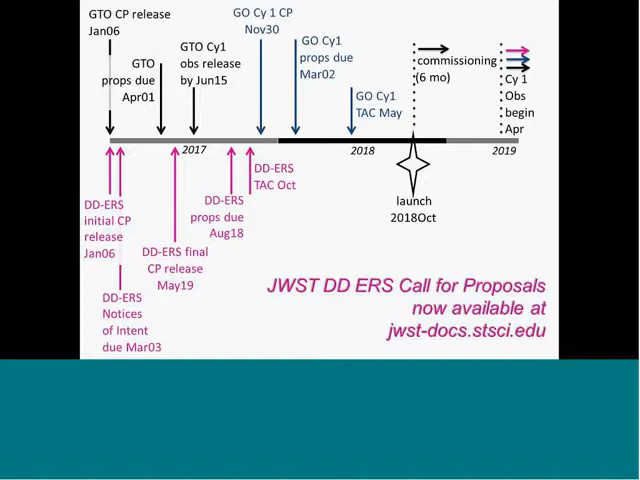 GTO CP release
Jan06
GTO
props due
Apr01
GTO Cy1
obs release
by Jun15
GO Cy 1 CP
Nov30
GO Cy1
props due
Mar02
GO Cy1
TAC May
commissioning
(6 mo)
Cy 1
Obs
begin
Apr
2017
2018
2019
DD-ERS
initial CP
release
Jan06
DD-ERS
Notices
of Intent
due Mar03
DD-ERS final
CP release
May19
DD-ERS
props due
Aug18
DD-ERS
TAC Oct
launch
2018Oct
JWST DD ERS Call for Proposals
now available at
jwst-docs.stsci.edu